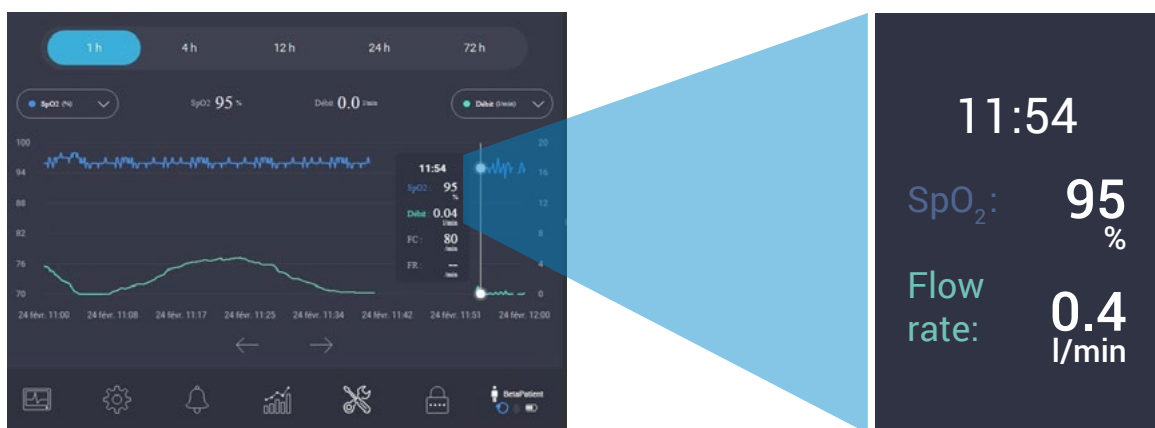 1 h 4 h 12 h 24 h 72 h
SpO2 (%) SpO2 95 % Débit 0.0 l/min Débit (l/min)
100 20
94 16
88 12
82 8
76 4
70 0
11:54
SpO2 : 95
%
Débit : 0.04
l/min
FC : 80
/min
FR : --
/min
24 févr. 11:00 24 févr. 11:08 24 févr. 11:17 24 févr. 11:25 24 févr. 11:34 24 févr. 11:42 24 févr. 11:51 24 févr. 12:00
BetaPatient
11:54
SpO₂: 95
%
Flow
rate: 0.4
l/min